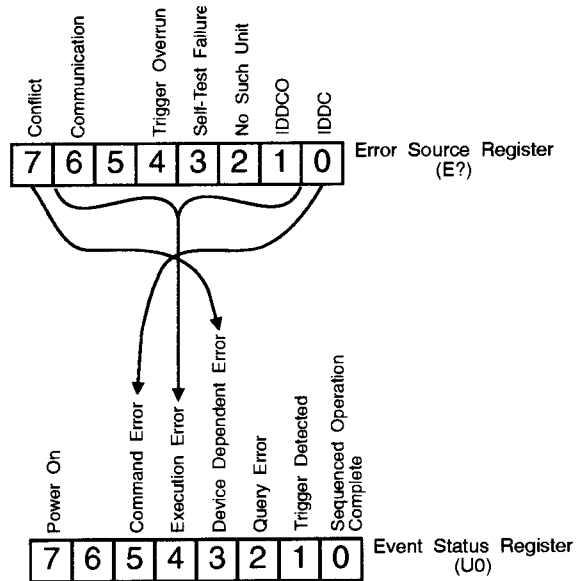 Conflict
Communication
Trigger Overrun
Self-Test Failure
No Such Unit
IDDCO
IDDC
7 6 5 4 3 2 1 0
Error Source Register
(E?)
Power On
Command Error
Execution Error
Device Dependent Error
Query Error
Trigger Detected
Sequenced Operation
Complete
7 6 5 4 3 2 1 0
Event Status Register
(U0)